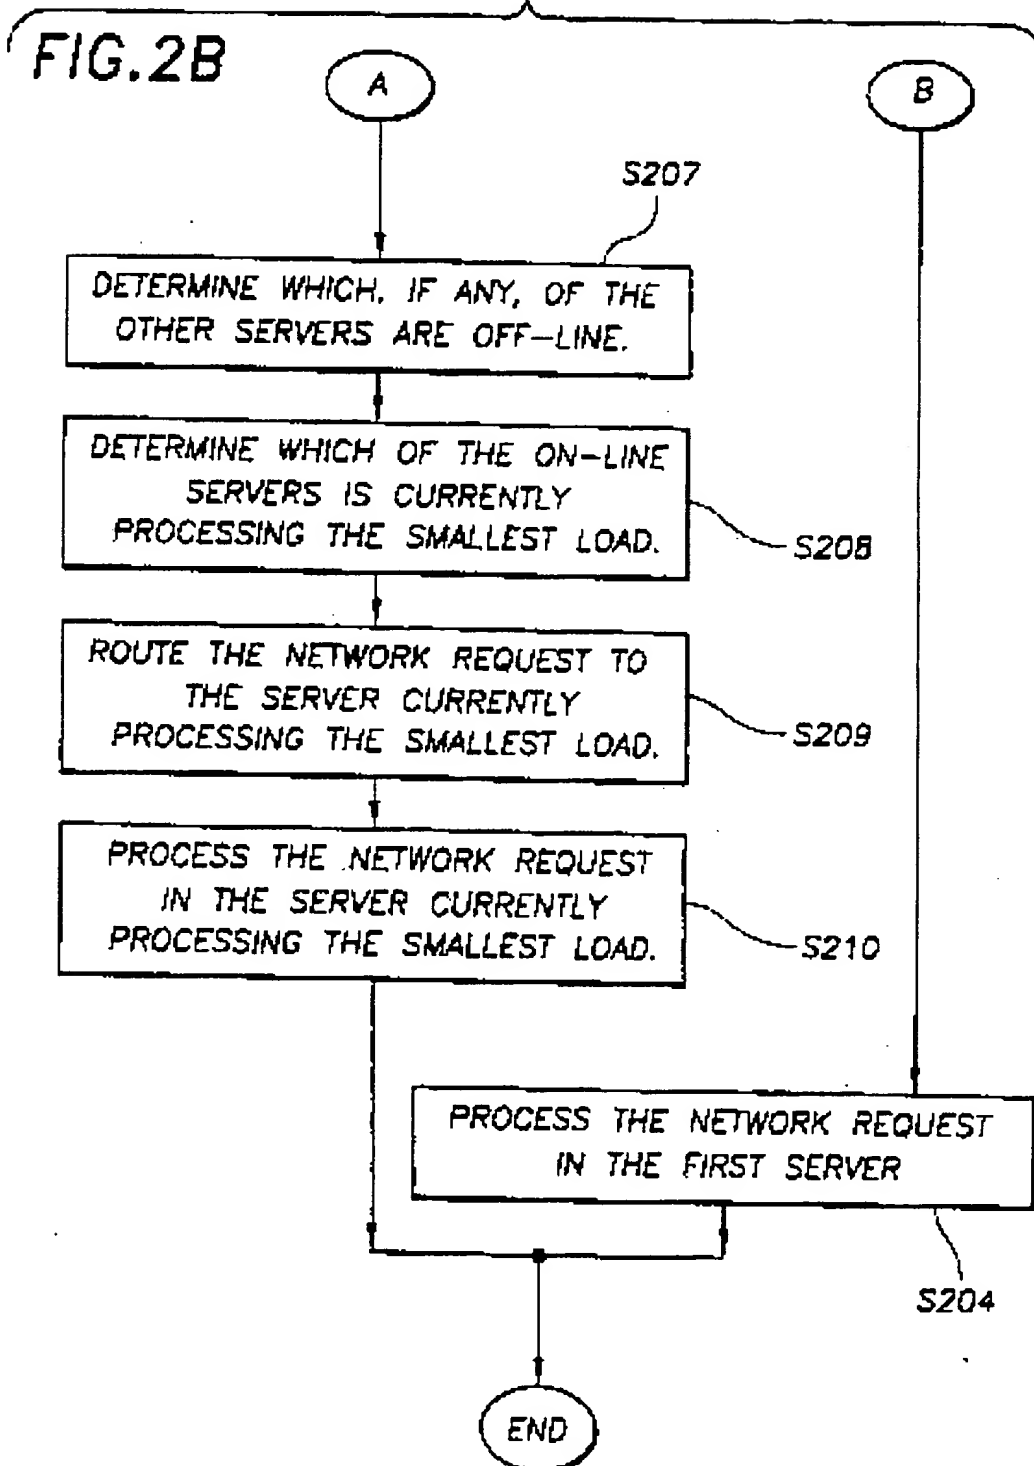 FIG.2B
A
B
S207
DETERMINE WHICH, IF ANY, OF THE
OTHER SERVERS ARE OFF-LINE.
DETERMINE WHICH OF THE ON-LINE
SERVERS IS CURRENTLY
PROCESSING THE SMALLEST LOAD.
S208
ROUTE THE NETWORK REQUEST TO
THE SERVER CURRENTLY
PROCESSING THE SMALLEST LOAD.
S209
PROCESS THE NETWORK REQUEST
IN THE SERVER CURRENTLY
PROCESSING THE SMALLEST LOAD.
S210
PROCESS THE NETWORK REQUEST
IN THE FIRST SERVER
S204
END